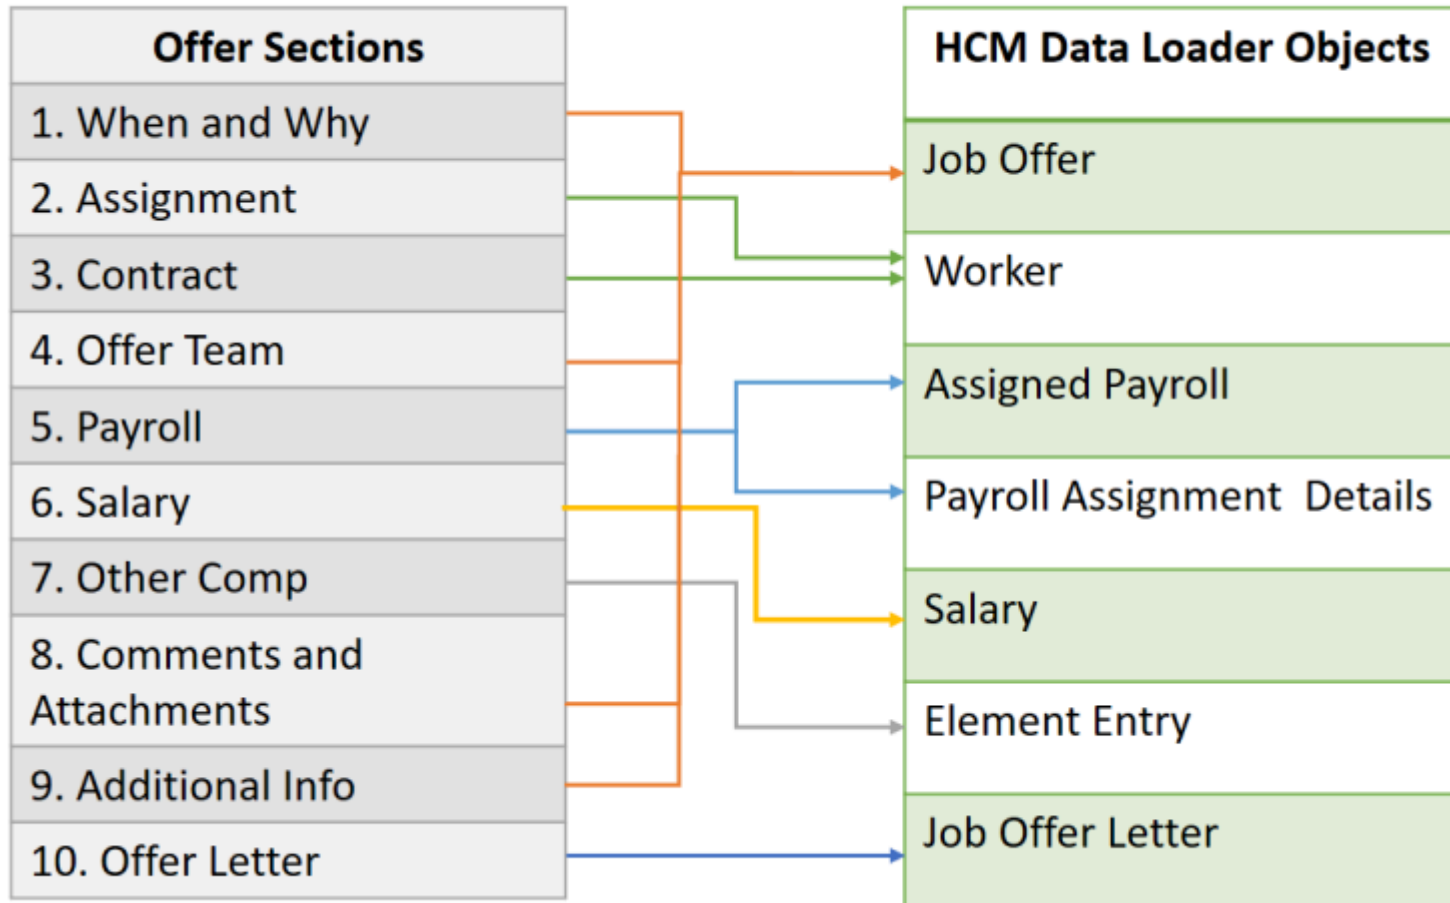 Offer Sections
1. When and Why
2. Assignment
3. Contract
4. Offer Team
5. Payroll
6. Salary
7. Other Comp
8. Comments and
Attachments
9. Additional Info
10. Offer Letter
HCM Data Loader Objects
Job Offer
Worker
Assigned Payroll
Payroll Assignment  Details
Salary
Element Entry
Job Offer Letter